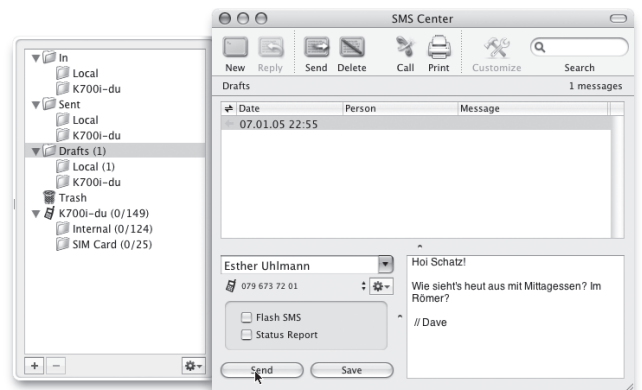 SMS Center
New Reply Send Delete Call Print Customize Search
Drafts 1 messages
Date Person Message
07.01.05 22:55
In
Local
K700i-du
Sent
Local
K700i-du
Drafts (1)
Local (1)
K700i-du
Trash
K700i-du (0/149)
Internal (0/124)
SIM Card (0/25)
Esther Uhlmann
079 673 72 01
Flash SMS
Status Report
Send Save
Hoi Schatz!
Wie sieht's heut aus mit Mittagessen? Im
Römer?
// Dave